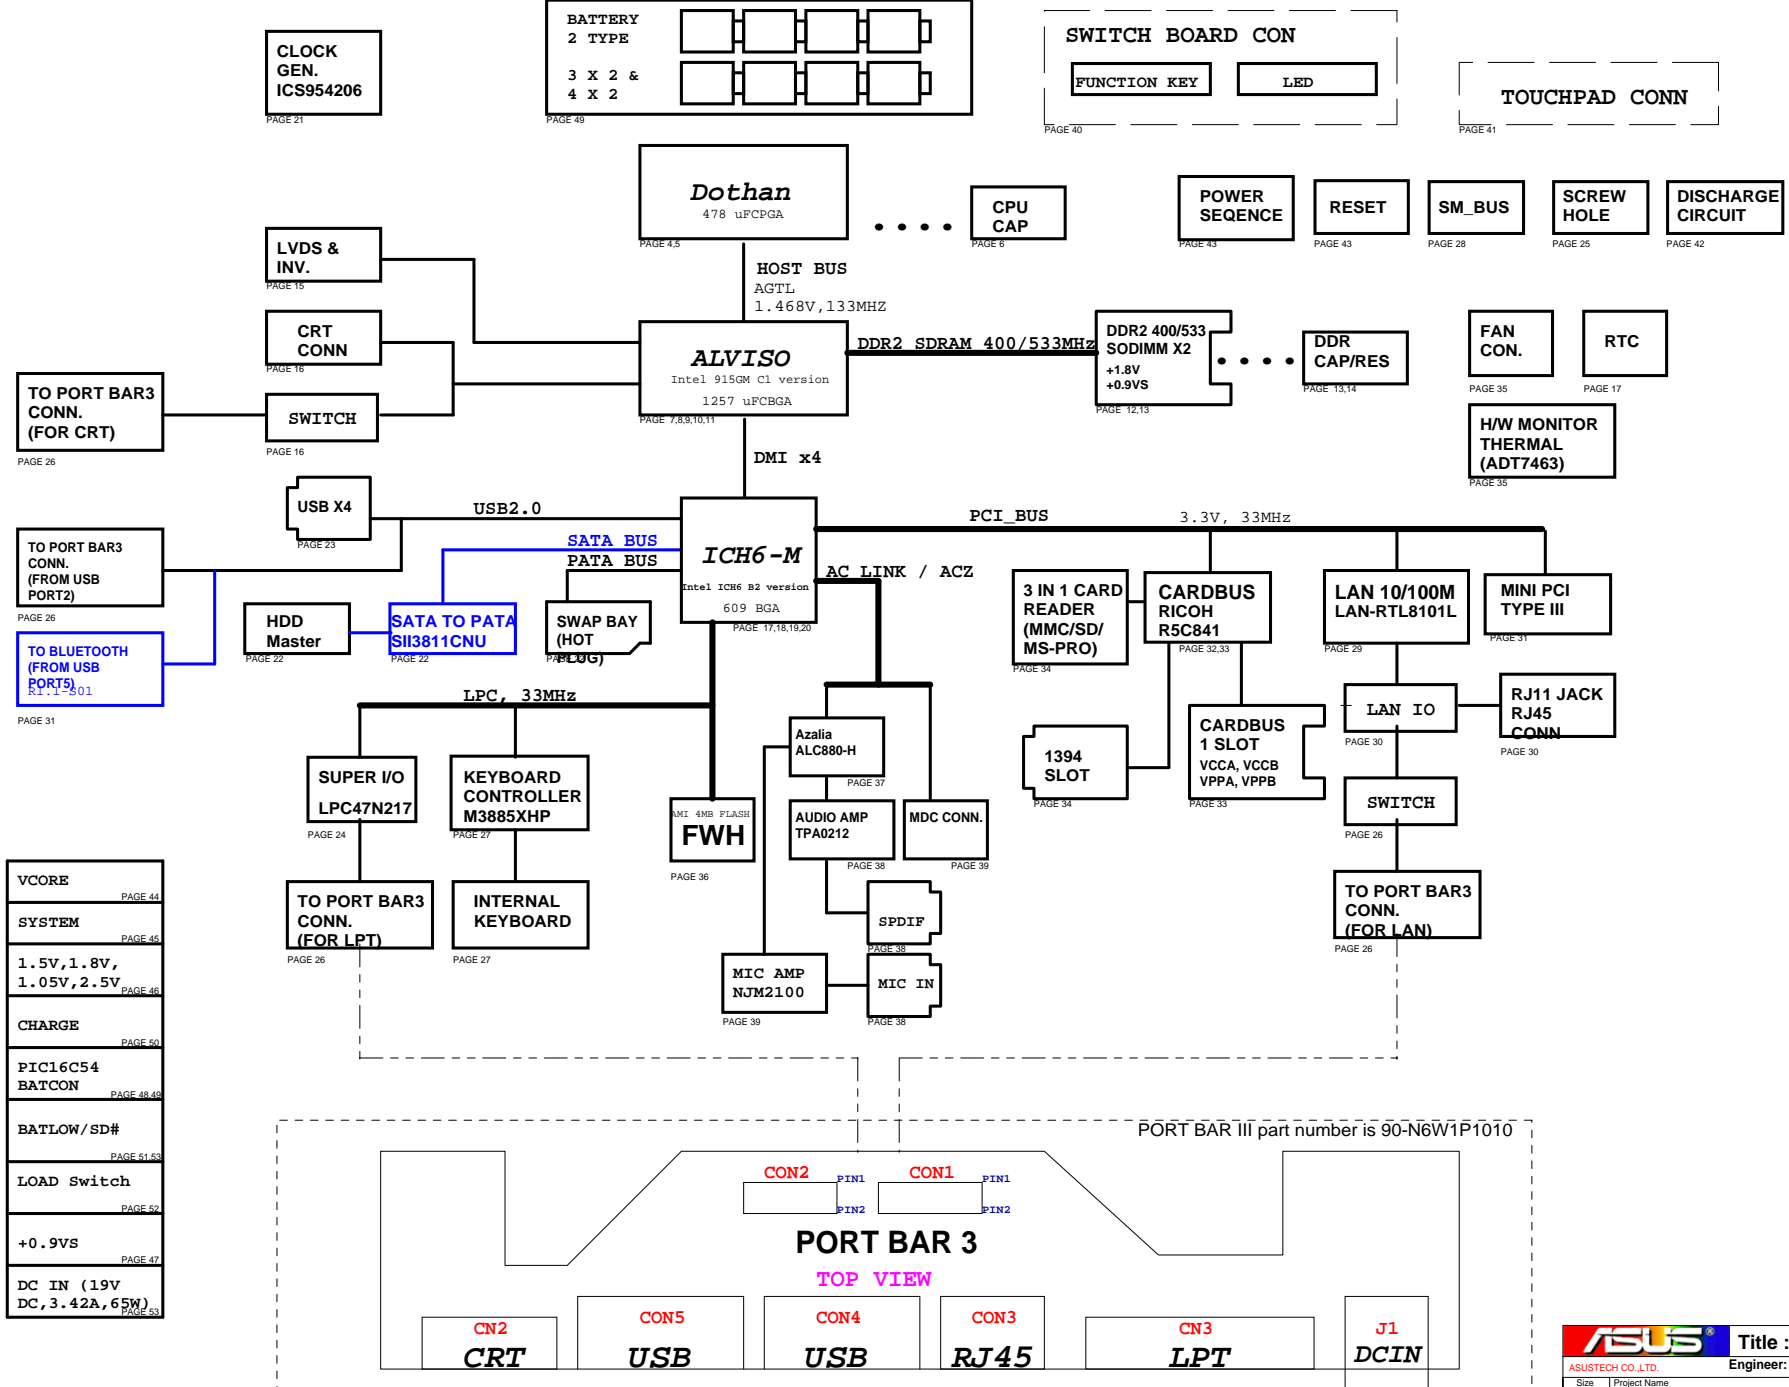 CLOCK
GEN.
ICS954206
PAGE 21
BATTERY
2 TYPE
3 X 2 &
4 X 2
PAGE 49
SWITCH BOARD CON
FUNCTION KEY
LED
PAGE 40
TOUCHPAD CONN
PAGE 41
Dothan
478 uFCPGA
PAGE 4,5
CPU
CAP
PAGE 6
POWER
SEQENCE
PAGE 43
RESET
PAGE 43
SM_BUS
PAGE 28
SCREW
HOLE
PAGE 25
DISCHARGE
CIRCUIT
PAGE 42
LVDS &
INV.
PAGE 15
HOST BUS
AGTL
1.468V,133MHZ
CRT
CONN
PAGE 16
ALVISO
Intel 915GM C1 version
1257 uFCBGA
PAGE 7,8,9,10,11
DDR2 SDRAM 400/533MHz
DDR2 400/533
SODIMM X2
+1.8V
+0.9VS
PAGE 12,13
DDR
CAP/RES
PAGE 13,14
FAN
CON.
PAGE 35
RTC
PAGE 17
TO PORT BAR3
CONN.
(FOR CRT)
PAGE 26
SWITCH
PAGE 16
H/W MONITOR
THERMAL
(ADT7463)
PAGE 35
DMI x4
USB X4
PAGE 23
USB2.0
SATA BUS
PATA BUS
ICH6-M
Intel ICH6 B2 version
609 BGA
PAGE 17,18,19,20
PCI_BUS
3.3V, 33MHz
AC LINK / ACZ
TO PORT BAR3
CONN.
(FROM USB
PORT2)
PAGE 26
TO BLUETOOTH
(FROM USB
PORT5)
R1.1-S01
PAGE 31
HDD
Master
PAGE 22
SATA TO PATA
SII3811CNU
PAGE 22
SWAP BAY
(HOT
PLUG)
3 IN 1 CARD
READER
(MMC/SD/
MS-PRO)
PAGE 34
CARDBUS
RICOH
R5C841
PAGE 32,33
LAN 10/100M
LAN-RTL8101L
PAGE 29
MINI PCI
TYPE III
PAGE 31
LPC, 33MHz
LAN IO
PAGE 30
RJ11 JACK
RJ45
CONN
PAGE 30
Azalia
ALC880-H
PAGE 37
1394
SLOT
PAGE 34
CARDBUS
1 SLOT
VCCA, VCCB
VPPA, VPPB
PAGE 33
SUPER I/O
LPC47N217
PAGE 24
KEYBOARD
CONTROLLER
M3885XHP
PAGE 27
AMI 4MB FLASH
FWH
PAGE 36
AUDIO AMP
TPA0212
PAGE 38
MDC CONN.
PAGE 39
SWITCH
PAGE 26
TO PORT BAR3
CONN.
(FOR LPT)
PAGE 26
INTERNAL
KEYBOARD
PAGE 27
SPDIF
PAGE 38
TO PORT BAR3
CONN.
(FOR LAN)
PAGE 26
MIC AMP
NJM2100
PAGE 39
MIC IN
PAGE 38
VCORE
PAGE 44
SYSTEM
PAGE 45
1.5V,1.8V,
1.05V,2.5V
PAGE 46
CHARGE
PAGE 50
PIC16C54
BATCON
PAGE 48,49
BATLOW/SD#
PAGE 51,53
LOAD Switch
PAGE 52
+0.9VS
PAGE 47
DC IN (19V
DC,3.42A,65W)
PAGE 53
PORT BAR III part number is 90-N6W1P1010
CON2
PIN1
PIN2
CON1
PIN1
PIN2
PORT BAR 3
TOP VIEW
CN2
CRT
CON5
USB
CON4
USB
CON3
RJ45
CN3
LPT
J1
DCIN
ASUS
Title :
ASUSTECH CO.,LTD.
Engineer:
Size
Project Name